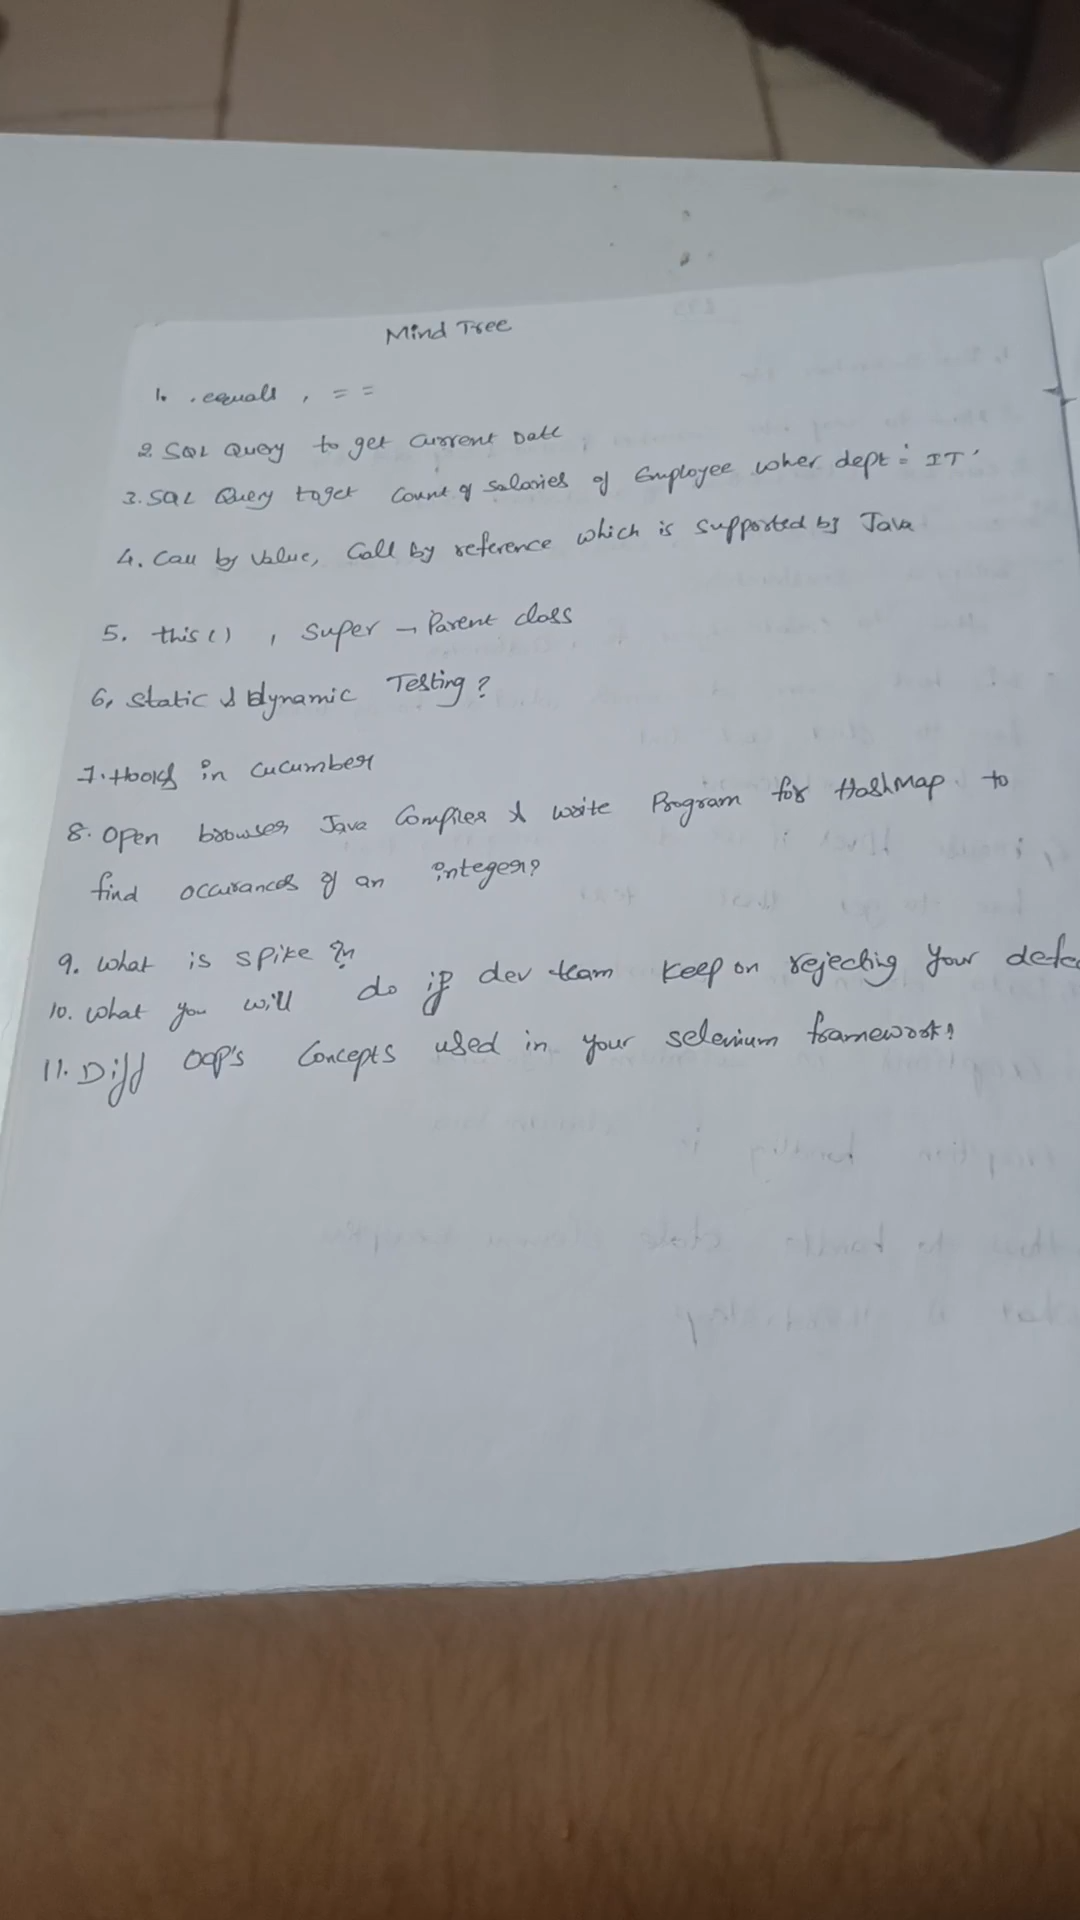 Mind Tree
1. .equals , = =
2. SQL Query to get Current Date
3. SQL Query toget Count of Salaries of Employee wher dept = IT'
4. Call by Value, Call by reference which is supported by Java
5. this() , Super → Parent class
6, Static & dynamic Testing?
7. Hooks in Cucumber
8. Open browser Java Compiler & write Program for HashMap to
find occurances of an integer?
9. What is spike
10. What you will do if dev team keep on rejecting your defec
11. Diff oop's Concepts used in your selenium framework?